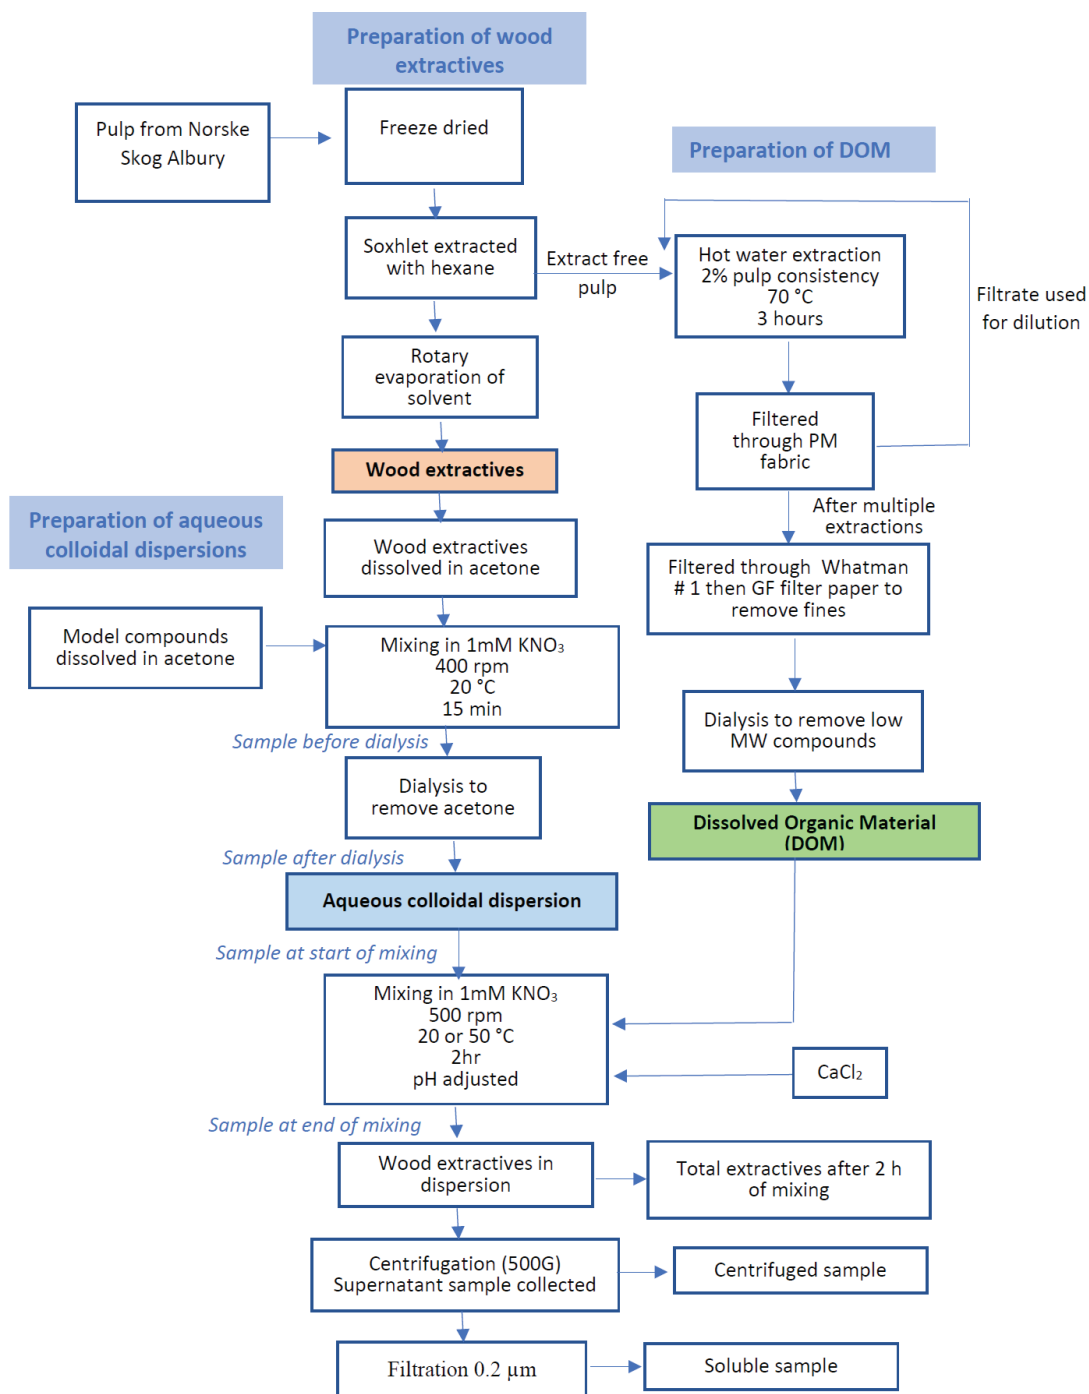 Preparation of wood
extractives
Pulp from Norske
Skog Albury
Freeze dried
Preparation of DOM
Soxhlet extracted
with hexane
Extract free
pulp
Hot water extraction
2% pulp consistency
70 °C
3 hours
Filtrate used
for dilution
Rotary
evaporation of
solvent
Filtered
through PM
fabric
Wood extractives
After multiple
extractions
Preparation of aqueous
colloidal dispersions
Wood extractives
dissolved in acetone
Filtered through Whatman
# 1 then GF filter paper to
remove fines
Model compounds
dissolved in acetone
Mixing in 1mM KNO₃
400 rpm
20 °C
15 min
Dialysis to remove low
MW compounds
Sample before dialysis
Dialysis to
remove acetone
Dissolved Organic Material
(DOM)
Sample after dialysis
Aqueous colloidal dispersion
Sample at start of mixing
Mixing in 1mM KNO₃
500 rpm
20 or 50 °C
2hr
pH adjusted
CaCl₂
Sample at end of mixing
Wood extractives in
dispersion
Total extractives after 2 h
of mixing
Centrifugation (500G)
Supernatant sample collected
Centrifuged sample
Filtration 0.2 µm
Soluble sample